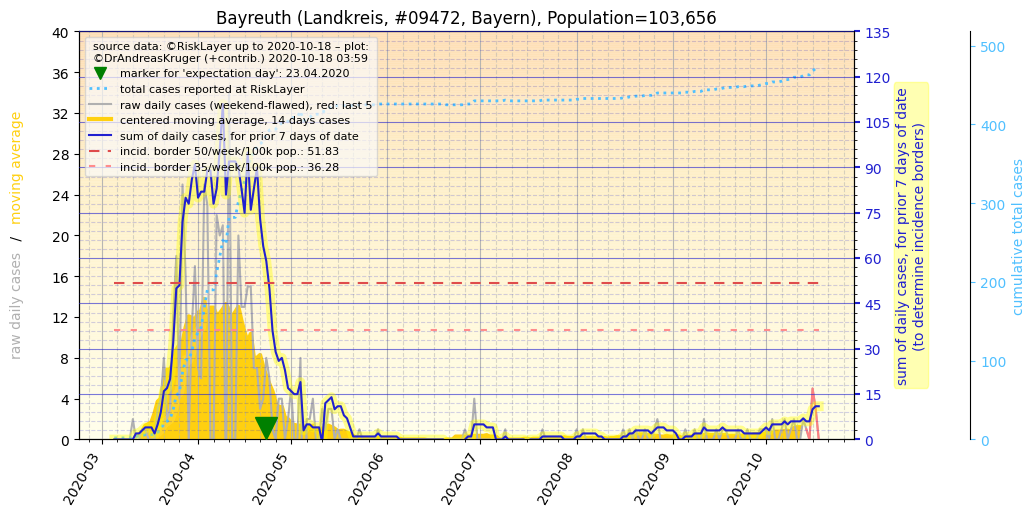 Bayreuth (Landkreis, #09472, Bayern), Population=103,656
source data: ©RiskLayer up to 2020-10-18 – plot:
©DrAndreasKruger (+contrib.) 2020-10-18 03:59
marker for 'expectation day': 23.04.2020
total cases reported at RiskLayer
raw daily cases (weekend-flawed), red: last 5
centered moving average, 14 days cases
sum of daily cases, for prior 7 days of date
incid. border 50/week/100k pop.: 51.83
incid. border 35/week/100k pop.: 36.28
raw daily cases / moving average
40
36
32
28
24
20
16
12
8
4
0
2020-03
2020-04
2020-05
2020-06
2020-07
2020-08
2020-09
2020-10
135
120
105
90
75
60
45
30
15
0
sum of daily cases, for prior 7 days of date
(to determine incidence borders)
500
400
300
200
100
0
cumulative total cases